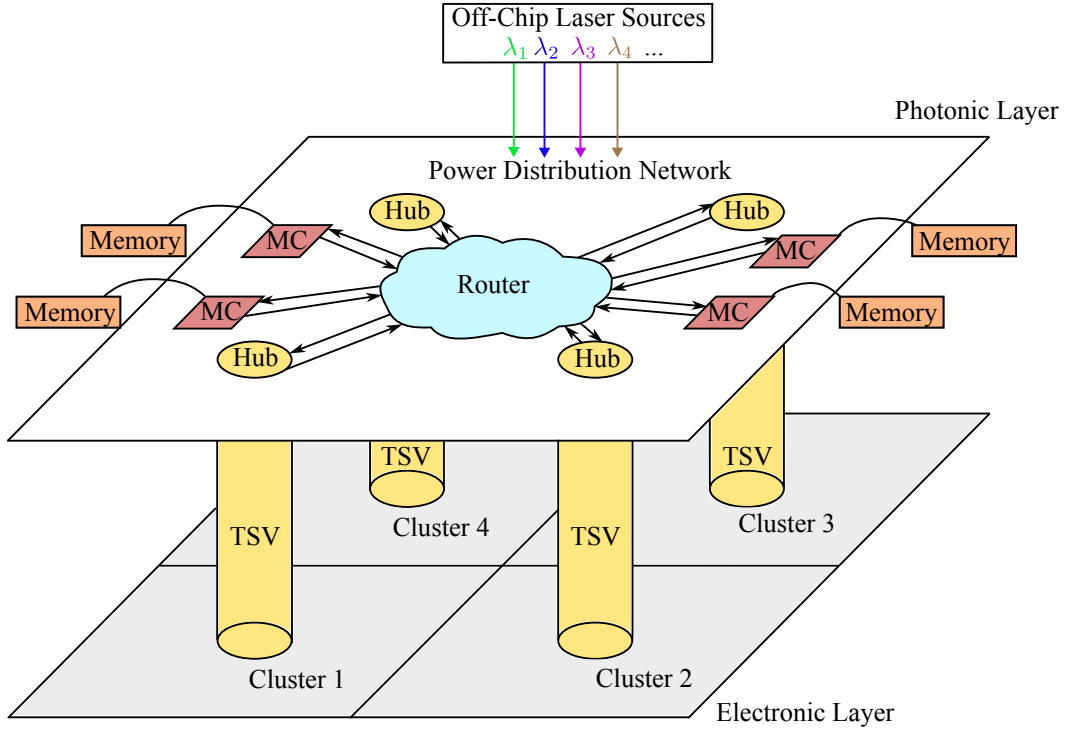 Off-Chip Laser Sources
λ₁ λ₂ λ₃ λ₄ ...
Photonic Layer
Power Distribution Network
Hub
Hub
Memory
MC
MC
Memory
Router
Memory
MC
MC
Memory
Hub
Hub
TSV
TSV
Cluster 4
Cluster 3
TSV
TSV
Cluster 1
Cluster 2
Electronic Layer